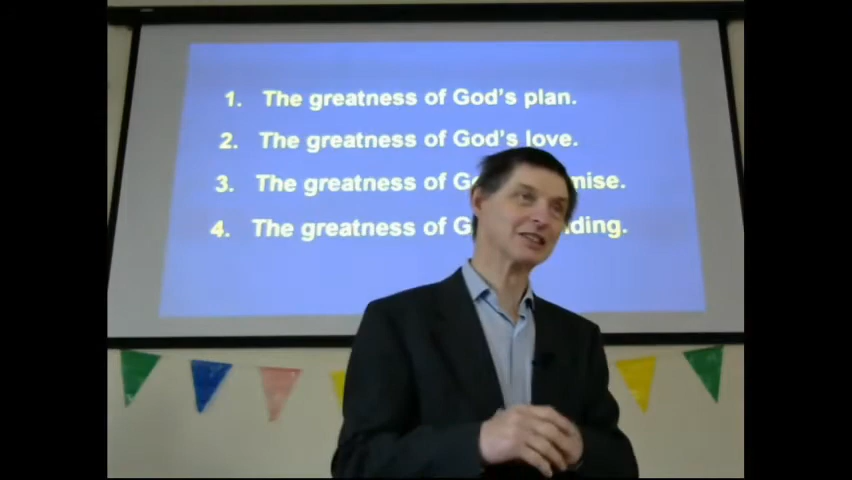 1. The greatness of God's plan.
2. The greatness of God's love.
3. The greatness of
4. The greatness of